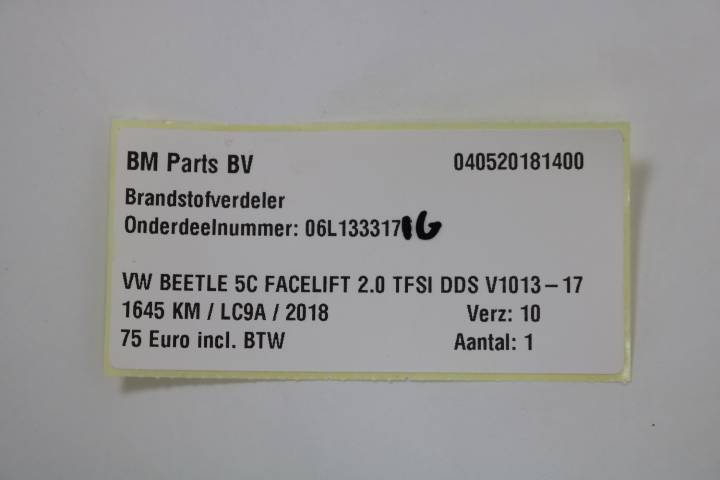 BM Parts BV 040520181400
Brandstofverdeler
Onderdeelnummer: 06L133317 G
VW BEETLE 5C FACELIFT 2.0 TFSI DDS V1013-17
1645 KM / LC9A / 2018 Verz: 10
75 Euro incl. BTW Aantal: 1